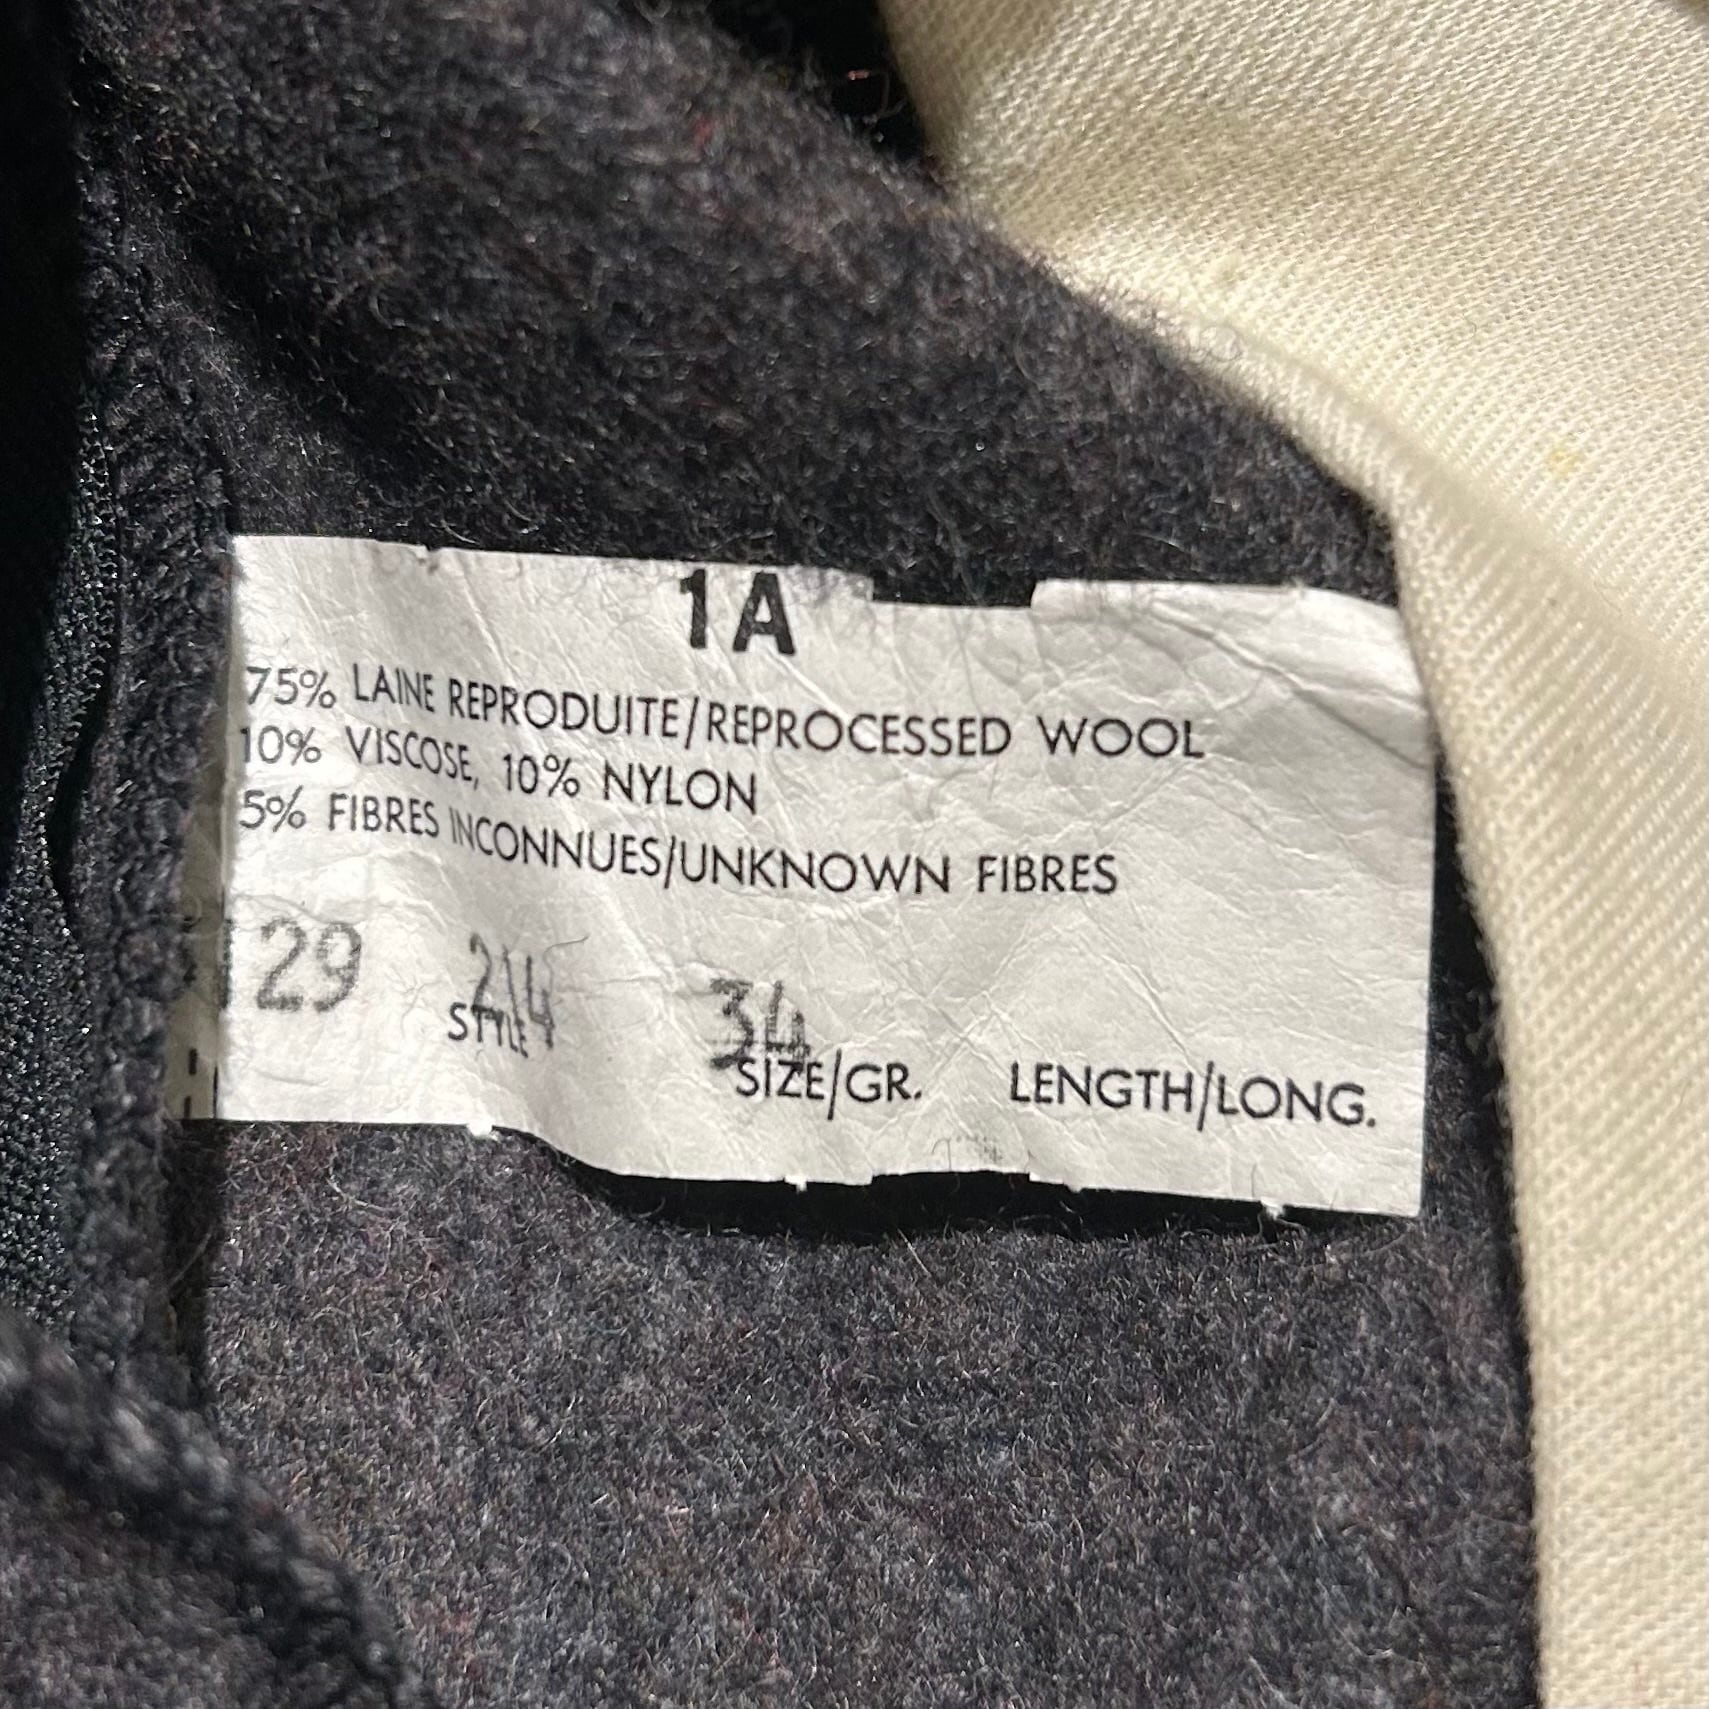 1A
75% LAINE REPRODUITE/REPROCESSED WOOL
10% VISCOSE, 10% NYLON
5% FIBRES INCONNUES/UNKNOWN FIBRES
129 214 34
STYLE SIZE/GR. LENGTH/LONG.